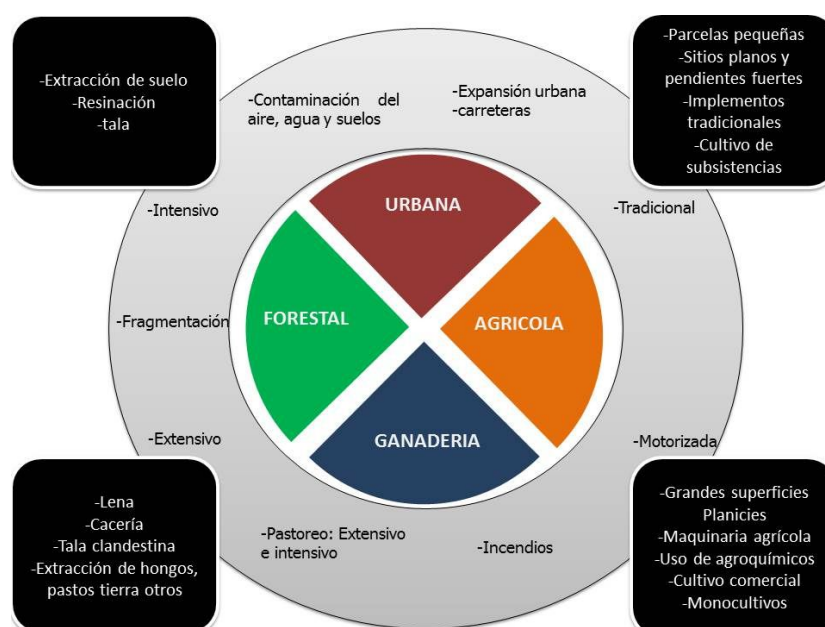 -Extracción de suelo
-Resinación
-tala
-Contaminación del
aire, agua y suelos
-Expansión urbana
-carreteras
-Parcelas pequeñas
-Sitios planos y
pendientes fuertes
-Implementos
tradicionales
-Cultivo de
subsistencias
-Intensivo
URBANA
-Tradicional
-Fragmentación
FORESTAL
AGRICOLA
-Extensivo
GANADERIA
-Motorizada
-Lena
-Cacería
-Tala clandestina
-Extracción de hongos,
pastos tierra otros
-Pastoreo: Extensivo
e intensivo
-Incendios
-Grandes superficies
Planicies
-Maquinaria agrícola
-Uso de agroquímicos
-Cultivo comercial
-Monocultivos